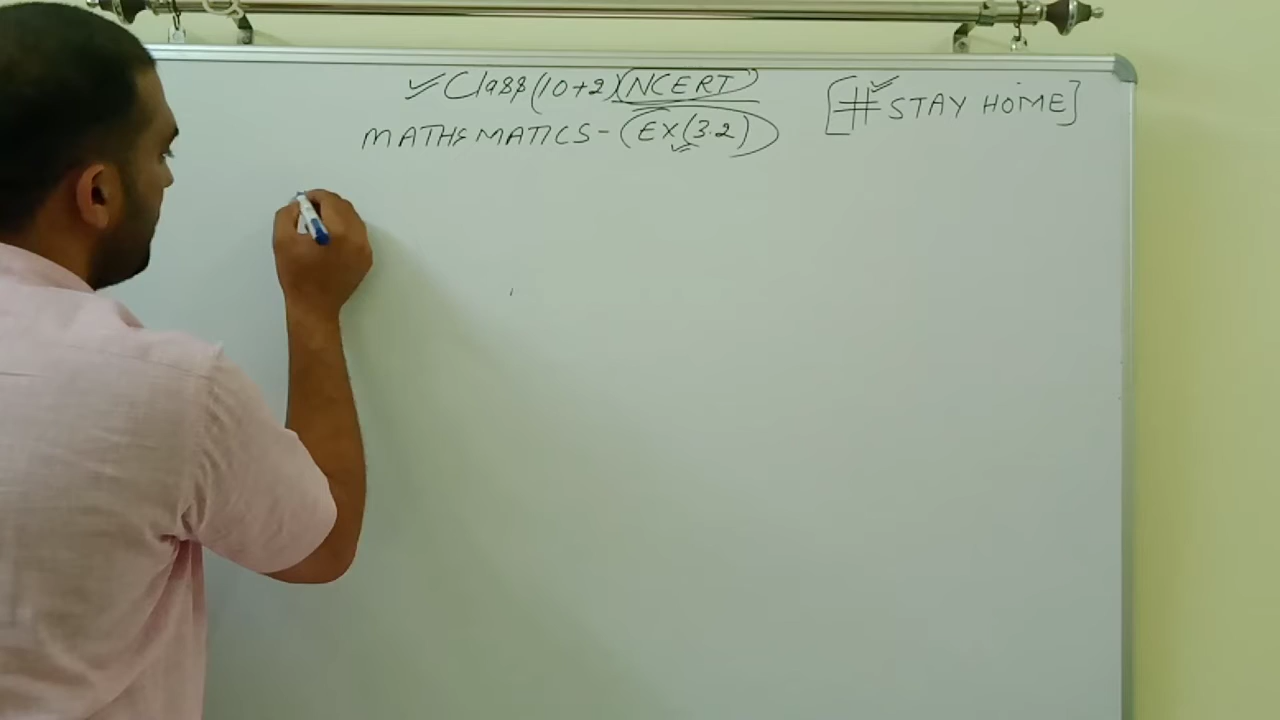 Class(10+2)(NCERT)
[# STAY HOME]
MATHEMATICS-(EX(3.2))